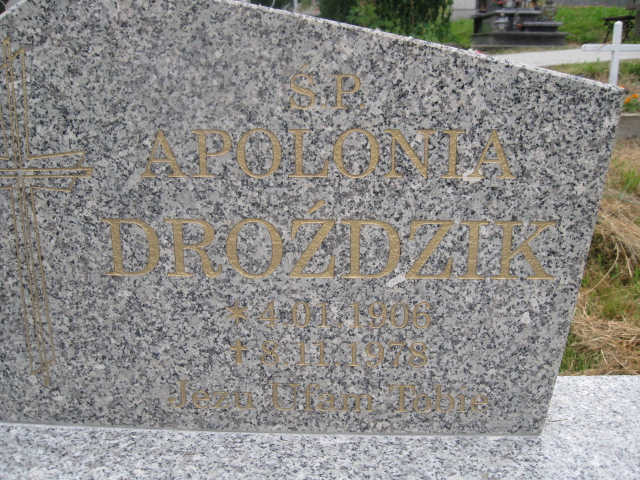 Ś.P.
APOLONIA
DROŹDZIK
* 4.01.1906
† 8.11.1978
Jezu Ufam Tobie